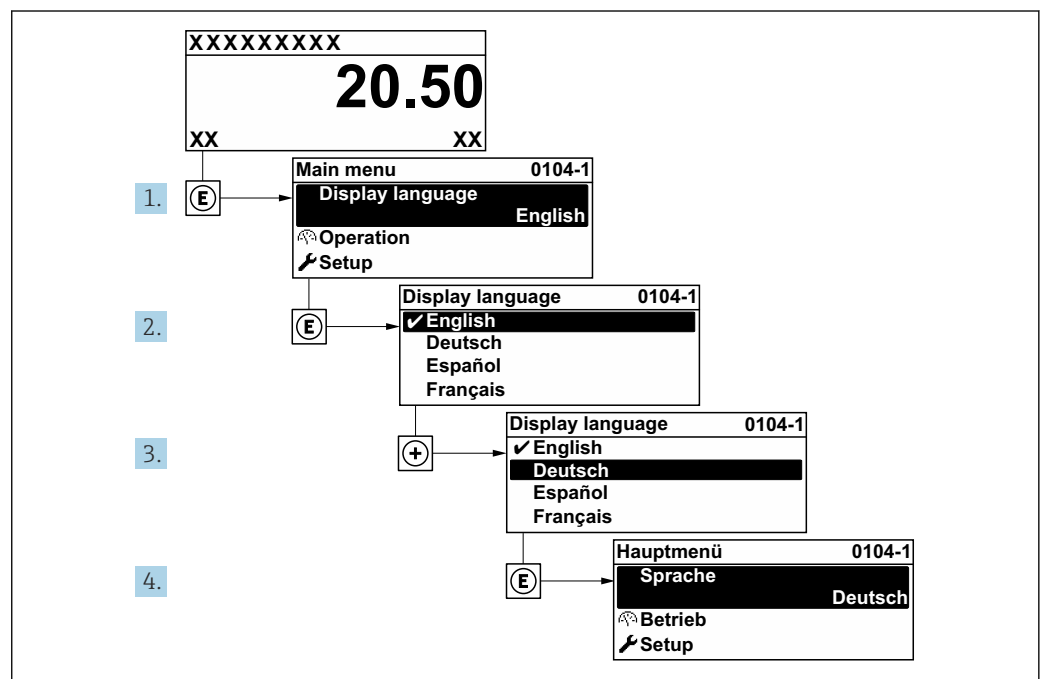 XXXXXXXXX
20.50
XX XX
1.
E
Main menu 0104-1
Display language
English
Operation
Setup
2.
E
Display language 0104-1
✔ English
Deutsch
Español
Français
3.
+
Display language 0104-1
✔ English
Deutsch
Español
Français
4.
E
Hauptmenü 0104-1
Sprache
Deutsch
Betrieb
Setup